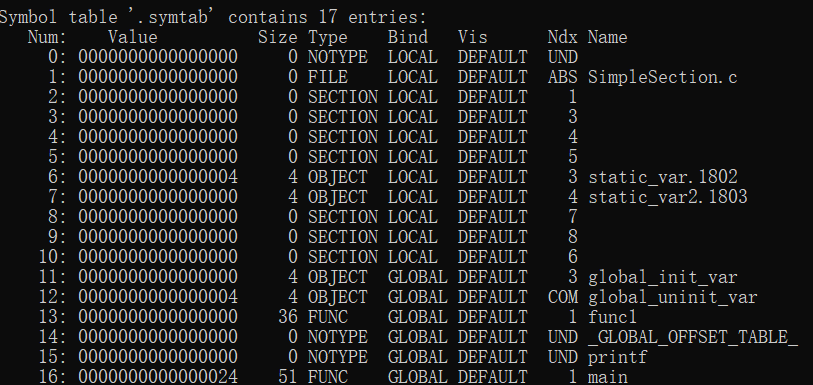 Symbol table '.symtab' contains 17 entries:
   Num:    Value          Size Type    Bind   Vis      Ndx Name
     0: 0000000000000000     0 NOTYPE  LOCAL  DEFAULT  UND
     1: 0000000000000000     0 FILE    LOCAL  DEFAULT  ABS SimpleSection.c
     2: 0000000000000000     0 SECTION LOCAL  DEFAULT    1
     3: 0000000000000000     0 SECTION LOCAL  DEFAULT    3
     4: 0000000000000000     0 SECTION LOCAL  DEFAULT    4
     5: 0000000000000000     0 SECTION LOCAL  DEFAULT    5
     6: 0000000000000004     4 OBJECT  LOCAL  DEFAULT    3 static_var.1802
     7: 0000000000000000     4 OBJECT  LOCAL  DEFAULT    4 static_var2.1803
     8: 0000000000000000     0 SECTION LOCAL  DEFAULT    7
     9: 0000000000000000     0 SECTION LOCAL  DEFAULT    8
    10: 0000000000000000     0 SECTION LOCAL  DEFAULT    6
    11: 0000000000000000     4 OBJECT  GLOBAL DEFAULT    3 global_init_var
    12: 0000000000000004     4 OBJECT  GLOBAL DEFAULT  COM global_uninit_var
    13: 0000000000000000    36 FUNC    GLOBAL DEFAULT    1 func1
    14: 0000000000000000     0 NOTYPE  GLOBAL DEFAULT  UND _GLOBAL_OFFSET_TABLE_
    15: 0000000000000000     0 NOTYPE  GLOBAL DEFAULT  UND printf
    16: 0000000000000024    51 FUNC    GLOBAL DEFAULT    1 main